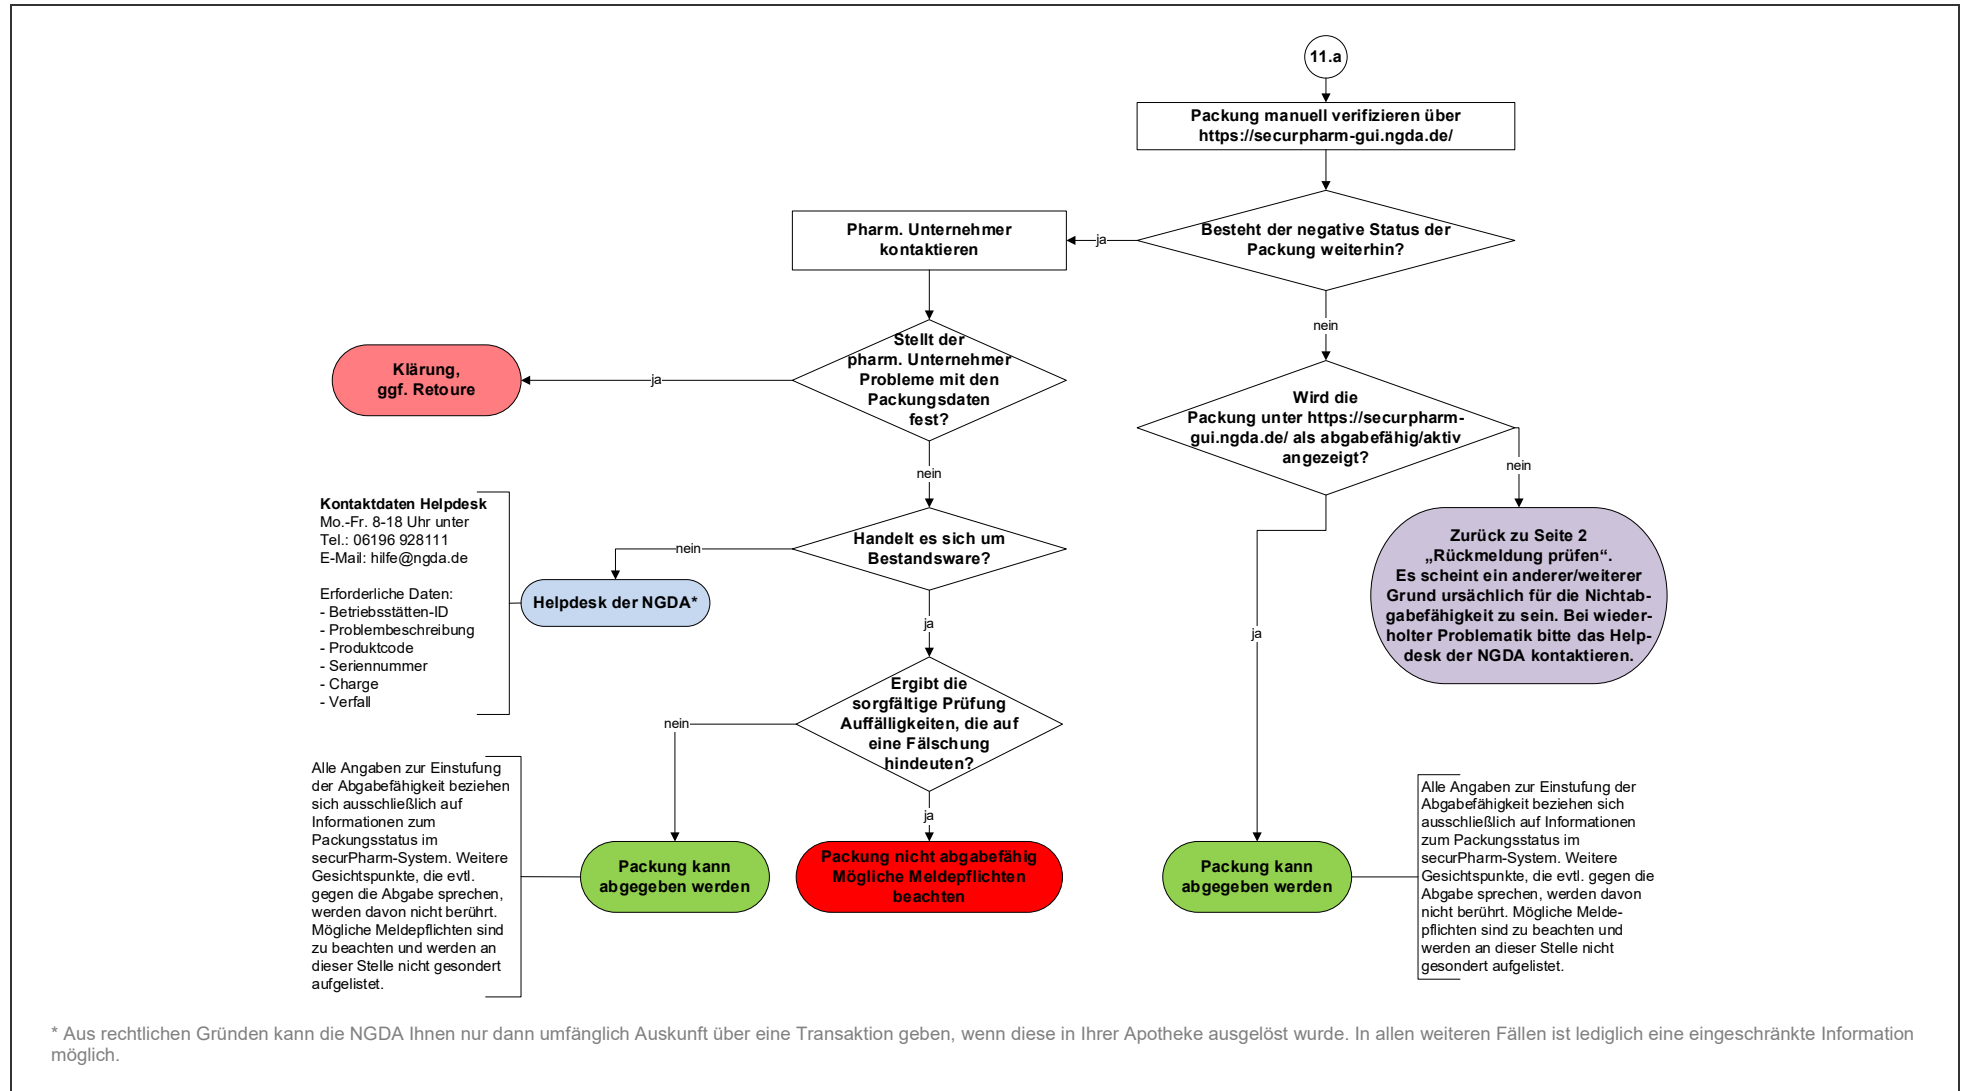 11.a
Packung manuell verifizieren über
https://securpharm-gui.ngda.de/
Besteht der negative Status der
Packung weiterhin?
ja
Pharm. Unternehmer
kontaktieren
nein
Stellt der
pharm. Unternehmer
Probleme mit den
Packungsdaten
fest?
ja
Klärung,
ggf. Retoure
Wird die
Packung unter https://securpharm-
gui.ngda.de/ als abgabefähig/aktiv
angezeigt?
nein
nein
Kontaktdaten Helpdesk
Mo.-Fr. 8-18 Uhr unter
Tel.: 06196 928111
E-Mail: hilfe@ngda.de
Erforderliche Daten:
- Betriebsstätten-ID
- Problembeschreibung
- Produktcode
- Seriennummer
- Charge
- Verfall
Handelt es sich um
Bestandsware?
nein
Helpdesk der NGDA*
ja
Zurück zu Seite 2
„Rückmeldung prüfen“.
Es scheint ein anderer/weiterer
Grund ursächlich für die Nichtab-
gabefähigkeit zu sein. Bei wieder-
holter Problematik bitte das Help-
desk der NGDA kontaktieren.
ja
Ergibt die
sorgfältige Prüfung
Auffälligkeiten, die auf
eine Fälschung
hindeuten?
nein
ja
Alle Angaben zur Einstufung
der Abgabefähigkeit beziehen
sich ausschließlich auf
Informationen zum
Packungsstatus im
securPharm-System. Weitere
Gesichtspunkte, die evtl.
gegen die Abgabe sprechen,
werden davon nicht berührt.
Mögliche Meldepflichten sind
zu beachten und werden an
dieser Stelle nicht gesondert
aufgelistet.
Packung kann
abgegeben werden
Packung nicht abgabefähig
Mögliche Meldepflichten
beachten
Packung kann
abgegeben werden
Alle Angaben zur Einstufung der
Abgabefähigkeit beziehen sich
ausschließlich auf Informationen
zum Packungsstatus im
securPharm-System. Weitere
Gesichtspunkte, die evtl. gegen die
Abgabe sprechen, werden davon
nicht berührt. Mögliche Melde-
pflichten sind zu beachten und
werden an dieser Stelle nicht
gesondert aufgelistet.
* Aus rechtlichen Gründen kann die NGDA Ihnen nur dann umfänglich Auskunft über eine Transaktion geben, wenn diese in Ihrer Apotheke ausgelöst wurde. In allen weiteren Fällen ist lediglich eine eingeschränkte Information
möglich.